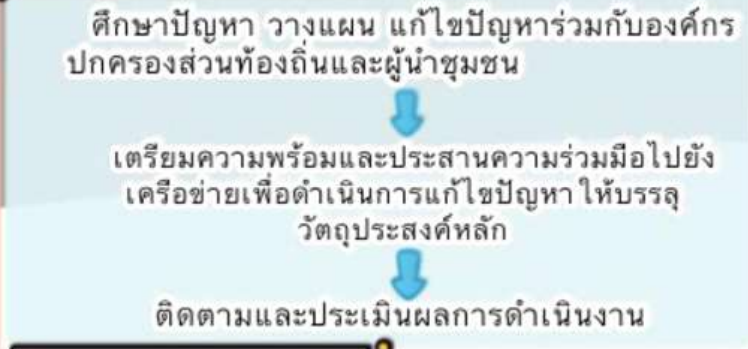 ศึกษาปัญหา วางแผน แก้ไขปัญหาร่วมกับองค์กร
ปกครองส่วนท้องถิ่นและผู้นำชุมชน
เตรียมความพร้อมและประสานความร่วมมือไปยัง
เครือข่ายเพื่อดำเนินการแก้ไขปัญหา ให้บรรลุ
วัตถุประสงค์หลัก
ติดตามและประเมินผลการดำเนินงาน